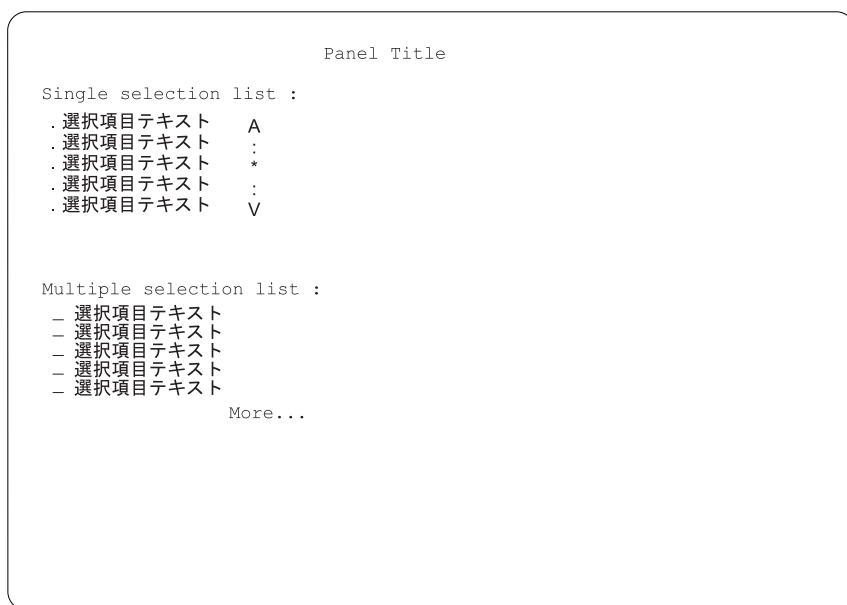 Panel Title
Single selection list :
. 選択項目テキスト A
. 選択項目テキスト :
. 選択項目テキスト *
. 選択項目テキスト :
. 選択項目テキスト V
Multiple selection list :
_ 選択項目テキスト
_ 選択項目テキスト
_ 選択項目テキスト
_ 選択項目テキスト
_ 選択項目テキスト
More...